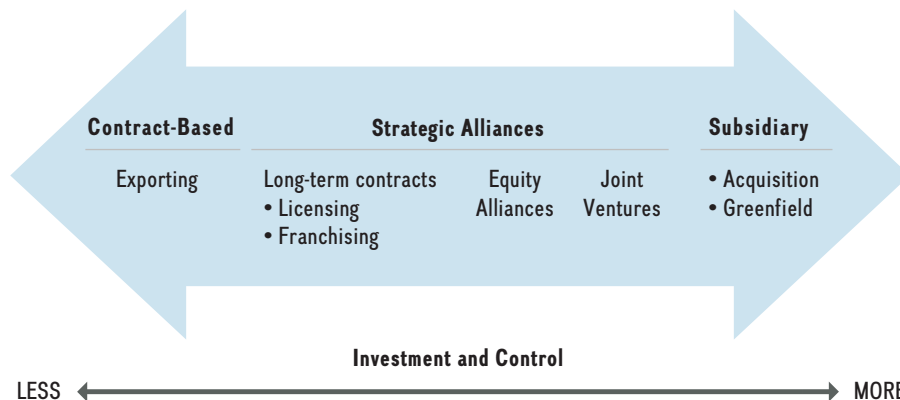 Contract-Based
Exporting
Strategic Alliances
Long-term contracts
• Licensing
• Franchising
Equity
Alliances
Joint
Ventures
Subsidiary
• Acquisition
• Greenfield
Investment and Control
LESS
MORE